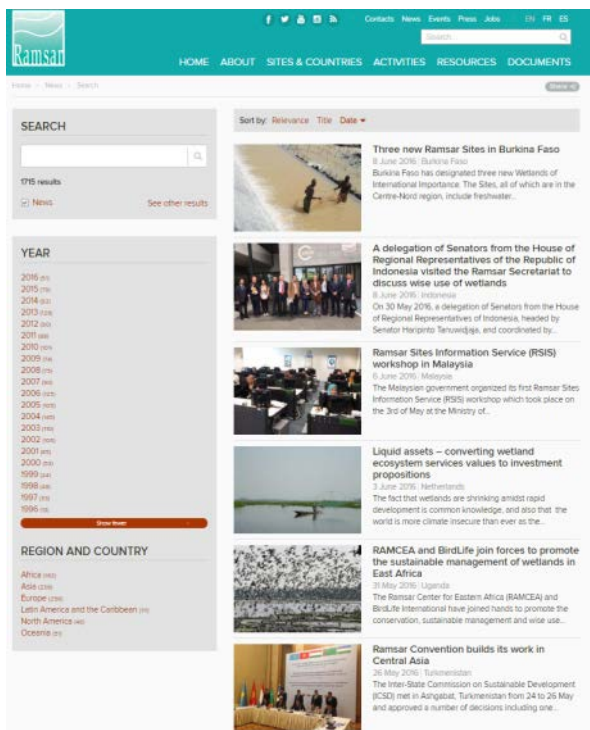 Contacts News Events Press Jobs EN FR ES
Ramsar
Search...
HOME ABOUT SITES & COUNTRIES ACTIVITIES RESOURCES DOCUMENTS
Home News Search
Share
SEARCH
1715 results
News See other results
YEAR
2016
2015
2014
2013
2012
2011
2010
2009
2008
2007
2006
2005
2004
2003
2002
2001
2000
1999
1998
1997
1996
Show fewer
REGION AND COUNTRY
Africa
Asia
Europe
Latin America and the Caribbean
North America
Oceania
Sort by: Relevance Title Date
Three new Ramsar Sites in Burkina Faso
8 June 2016 Burkina Faso
Burkina Faso has designated three new Wetlands of
International Importance. The Sites, all of which are in the
Centre-Nord region, include freshwater...
A delegation of Senators from the House of
Regional Representatives of the Republic of
Indonesia visited the Ramsar Secretariat to
discuss wise use of wetlands
8 June 2016 Indonesia
On 30 May 2016, a delegation of Senators from the House
of Regional Representatives of Indonesia, headed by
Senator Haripinto Tanuwidjaja, and coordinated by...
Ramsar Sites Information Service (RSIS)
workshop in Malaysia
6 June 2016 Malaysia
The Malaysian government organized its first Ramsar Sites
Information Service (RSIS) workshop which took place on
the 3rd of May at the Ministry of...
Liquid assets – converting wetland
ecosystem services values to investment
propositions
3 June 2016 Netherlands
The fact that wetlands are shrinking amidst rapid
development is common knowledge, and also that the
world is more climate insecure than ever as the...
RAMCEA and BirdLife join forces to promote
the sustainable management of wetlands in
East Africa
31 May 2016 Uganda
The Ramsar Center for Eastern Africa (RAMCEA) and
BirdLife International have joined hands to promote the
conservation, sustainable management and wise use...
Ramsar Convention builds its work in
Central Asia
26 May 2016 Turkmenistan
The Inter-State Commission on Sustainable Development
(ICSD) met in Ashgabat, Turkmenistan from 24 to 26 May
and approved a number of decisions including one...